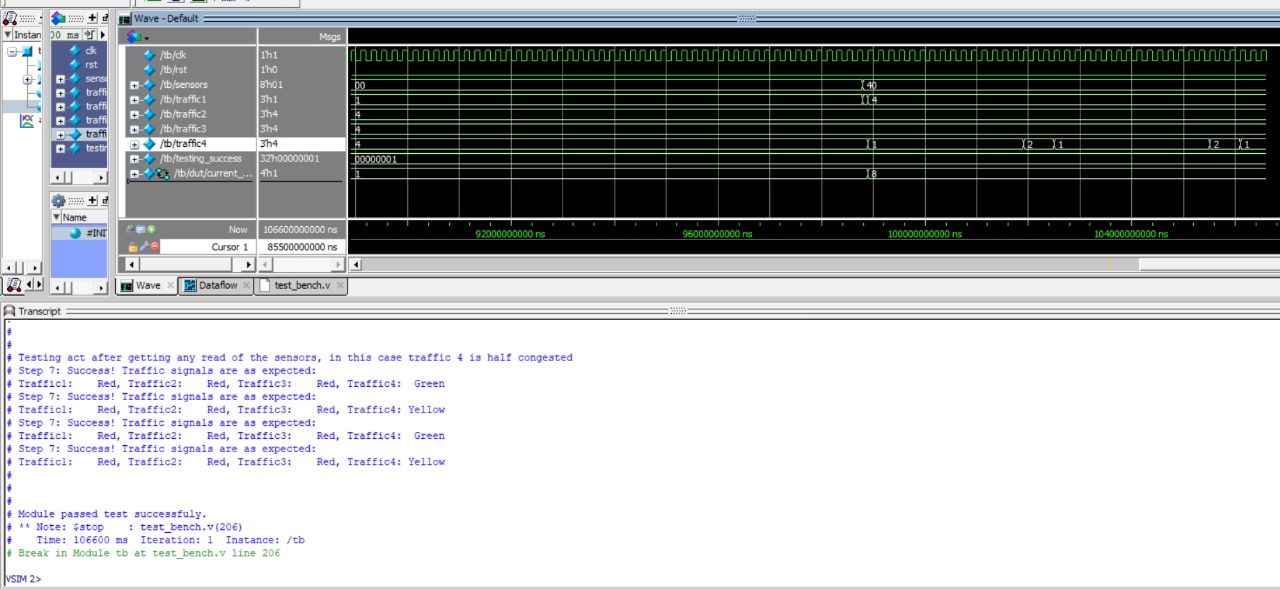 Wave - Default
Instan
00 ms
Msgs
clk
rst
sens
traffi
traffi
traffi
traffi
testir
/tb/clk 1'h1
/tb/rst 1'h0
/tb/sensors 8'h01 00 40
/tb/traffic1 3'h1 1 4
/tb/traffic2 3'h4 4
/tb/traffic3 3'h4 4
/tb/traffic4 3'h4 4 1 2 1 2 1
/tb/testing_success 32'h00000001 00000001
/tb/dut/current_... 4'h1 1 8
Name
#INI
Now 106600000000 ns 92000000000 ns 96000000000 ns 100000000000 ns 104000000000 ns
Cursor 1 85500000000 ns
Wave Dataflow test_bench.v
Transcript
#
#
# Testing act after getting any read of the sensors, in this case traffic 4 is half congested
# Step 7: Success! Traffic signals are as expected:
# Traffic1: Red, Traffic2: Red, Traffic3: Red, Traffic4: Green
# Step 7: Success! Traffic signals are as expected:
# Traffic1: Red, Traffic2: Red, Traffic3: Red, Traffic4: Yellow
# Step 7: Success! Traffic signals are as expected:
# Traffic1: Red, Traffic2: Red, Traffic3: Red, Traffic4: Green
# Step 7: Success! Traffic signals are as expected:
# Traffic1: Red, Traffic2: Red, Traffic3: Red, Traffic4: Yellow
#
#
#
# Module passed test successfuly.
# ** Note: $stop : test_bench.v(206)
# Time: 106600 ms Iteration: 1 Instance: /tb
# Break in Module tb at test_bench.v line 206
VSIM 2>